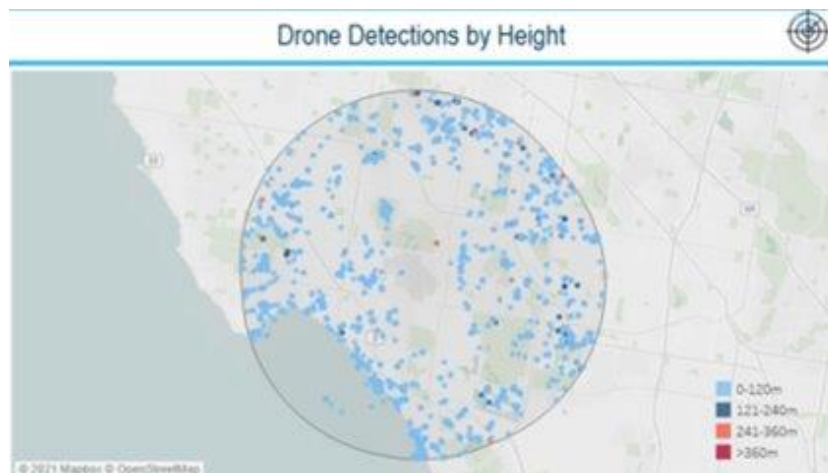 Drone Detections by Height
0-120m
121-240m
241-360m
>360m
© 2021 Mapbox © OpenStreetMap